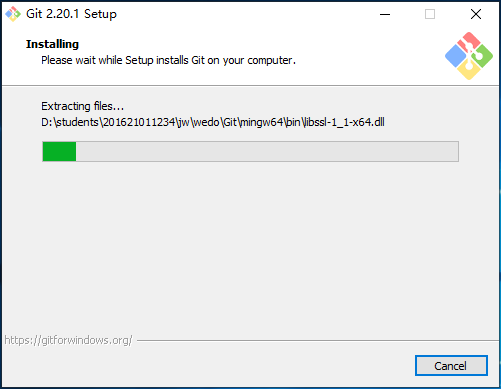 Git 2.20.1 Setup
Installing
Please wait while Setup installs Git on your computer.
Extracting files...
D:\students\201621011234\jw\wedo\Git\mingw64\bin\libssl-1_1-x64.dll
https://gitforwindows.org/
Cancel